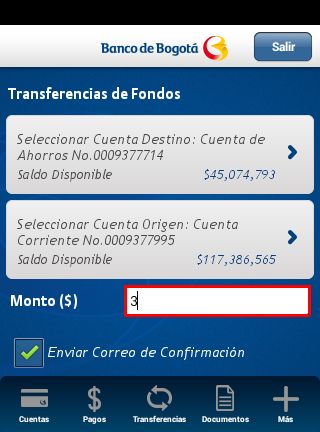 Banco de Bogotá
Salir
Transferencias de Fondos
Seleccionar Cuenta Destino: Cuenta de
Ahorros No.0009377714
Saldo Disponible $45,074,793
Seleccionar Cuenta Origen: Cuenta
Corriente No.0009377995
Saldo Disponible $117,386,565
Monto ($) 3
Enviar Correo de Confirmación
Cuentas Pagos Transferencias Documentos Más